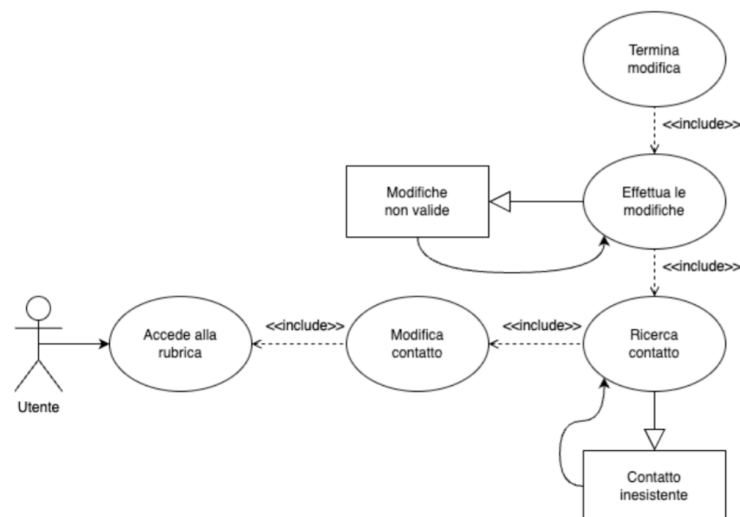 Termina
modifica
<<include>>
Modifiche
non valide
Effettua le
modifiche
<<include>>
Accede alla
rubrica
<<include>>
Modifica
contatto
<<include>>
Ricerca
contatto
Utente
Contatto
inesistente